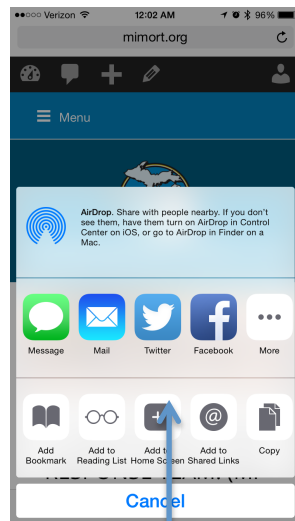 Verizon 12:02 AM 96%
mimort.org
Menu
AirDrop. Share with people nearby. If you don't
see them, have them turn on AirDrop in Control
Center on iOS, or go to AirDrop in Finder on a
Mac.
Message Mail Twitter Facebook More
Add Add to Add to Add to Copy
Bookmark Reading List Home Screen Shared Links
Cancel